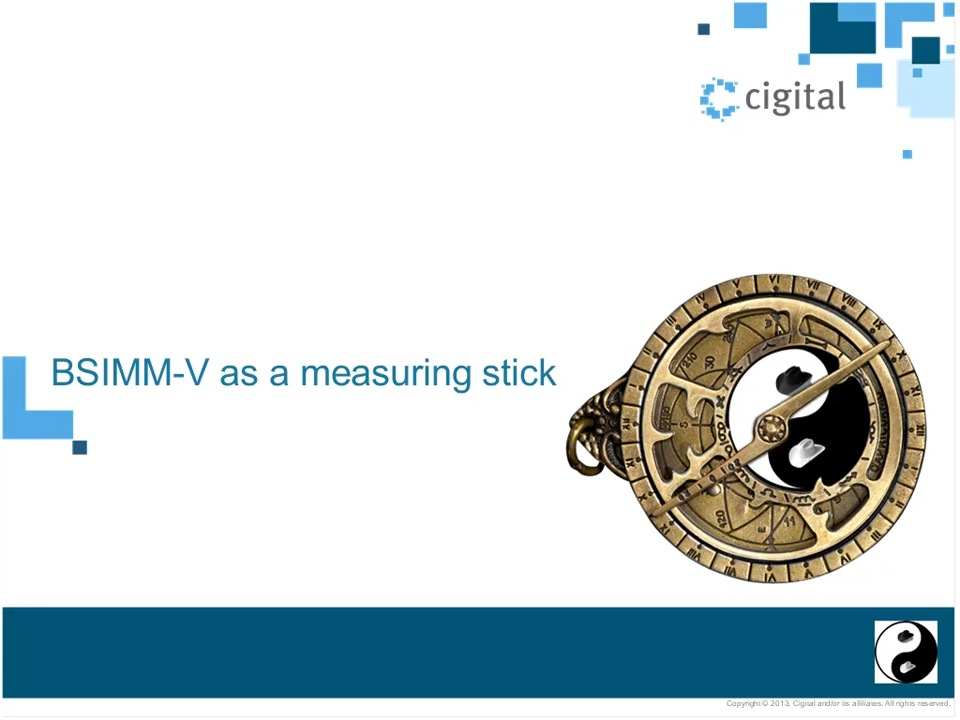 cigital
BSIMM-V as a measuring stick
Copyright © 2013, Cigital and/or its affiliates. All rights reserved.